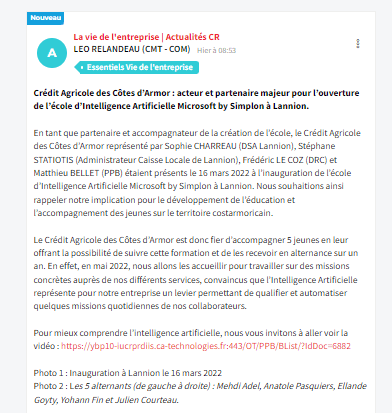 Nouveau
A
La vie de l'entreprise | Actualités CR
LEO RELANDEAU (CMT - COM) Hier à 08:53
Essentiels Vie de l'entreprise
Crédit Agricole des Côtes d'Armor : acteur et partenaire majeur pour l'ouverture
de l'école d'Intelligence Artificielle Microsoft by Simplon à Lannion.
En tant que partenaire et accompagnateur de la création de l'école, le Crédit Agricole
des Côtes d'Armor représenté par Sophie CHARREAU (DSA Lannion), Stéphane
STATIOTIS (Administrateur Caisse Locale de Lannion), Frédéric LE COZ (DRC) et
Matthieu BELLET (PPB) étaient présents le 16 mars 2022 à l'inauguration de l'école
d'Intelligence Artificielle Microsoft by Simplon à Lannion. Nous souhaitions ainsi
rappeler notre implication pour le développement de l'éducation et
l'accompagnement des jeunes sur le territoire costarmoricain.
Le Crédit Agricole des Côtes d'Armor est donc fier d'accompagner 5 jeunes en leur
offrant la possibilité de suivre cette formation et de les recevoir en alternance sur un
an. En effet, en mai 2022, nous allons les accueillir pour travailler sur des missions
concrètes auprès de nos différents services, convaincus que l'Intelligence Artificielle
représente pour notre entreprise un levier permettant de qualifier et automatiser
quelques missions quotidiennes de nos collaborateurs.
Pour mieux comprendre l'intelligence artificielle, nous vous invitons à aller voir la
vidéo : https://ybp10-iucrprdiis.ca-technologies.fr:443/OT/PPB/BList/?IdDoc=6882
Photo 1 : Inauguration à Lannion le 16 mars 2022
Photo 2 : Les 5 alternants (de gauche à droite) : Mehdi Adel, Anatole Pasquiers, Ellande
Goyty, Yohann Fin et Julien Courteau.